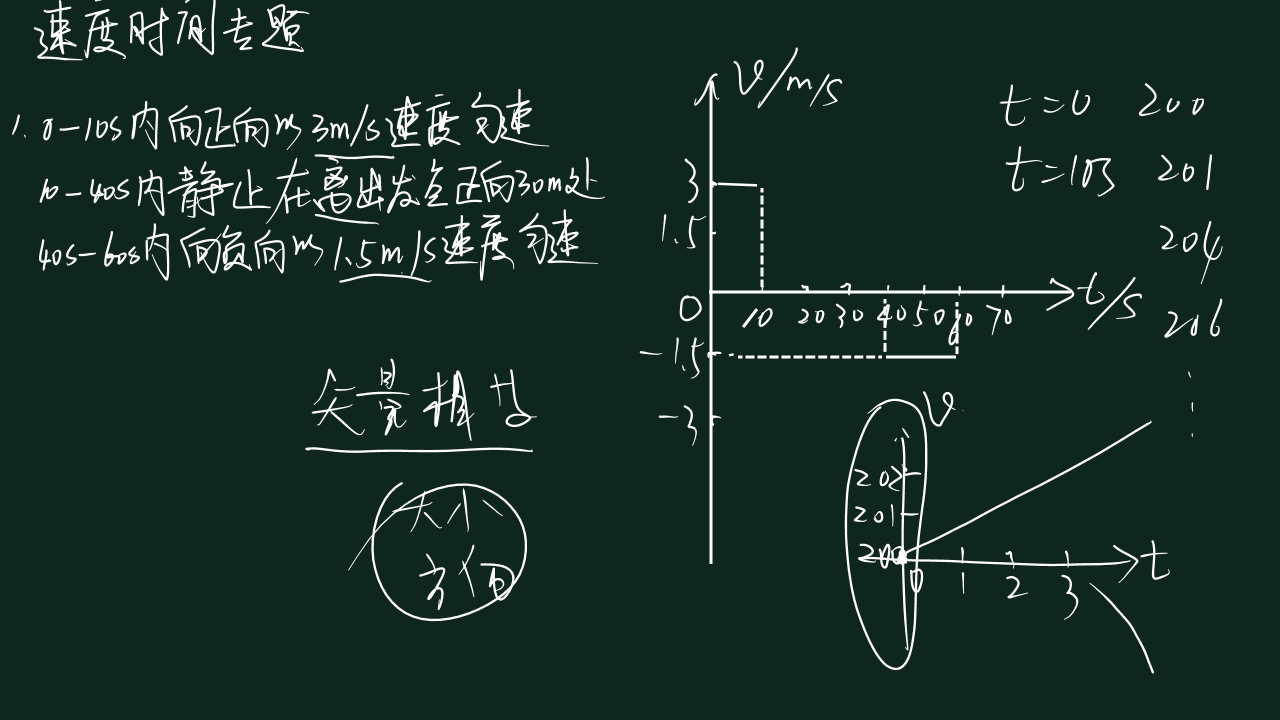 速度时间专题
1. 0-10s内向正向以3m/s速度匀速
10-40s内静止在离出发点正向30m处
40s-60s内向负向以1.5m/s速度匀速
矢量相芳
大小
方向
v/m/s
3
1.5
0 10 20 30 40 50 60 70 t/s
-1.5
-3
t=0 200
t=10s 201
204
206
v
202
201
200
0 1 2 3 t